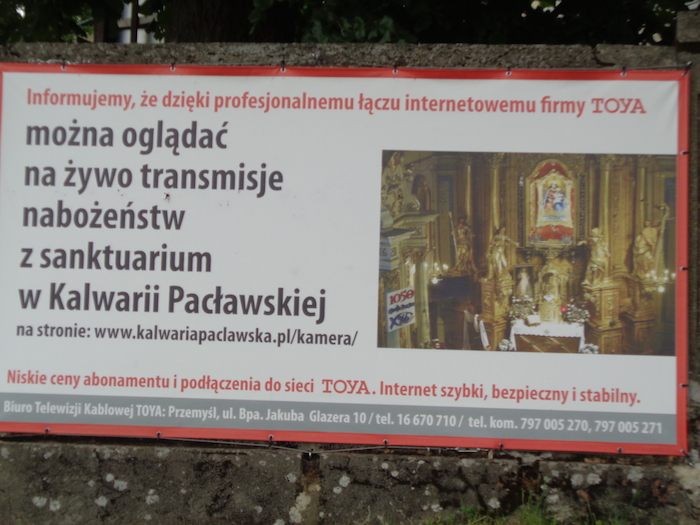 Informujemy, że dzięki profesjonalnemu łączu internetowemu firmy TOYA
można oglądać
na żywo transmisje
nabożeństw
z sanktuarium
w Kalwarii Pacławskiej
na stronie: www.kalwariapaclawska.pl/kamera/
Niskie ceny abonamentu i podłączenia do sieci TOYA. Internet szybki, bezpieczny i stabilny.
Biuro Telewizji Kablowej TOYA: Przemyśl, ul. Bpa. Jakuba Glazera 10 / tel. 16 670 710 / tel. kom. 797 005 270, 797 005 271